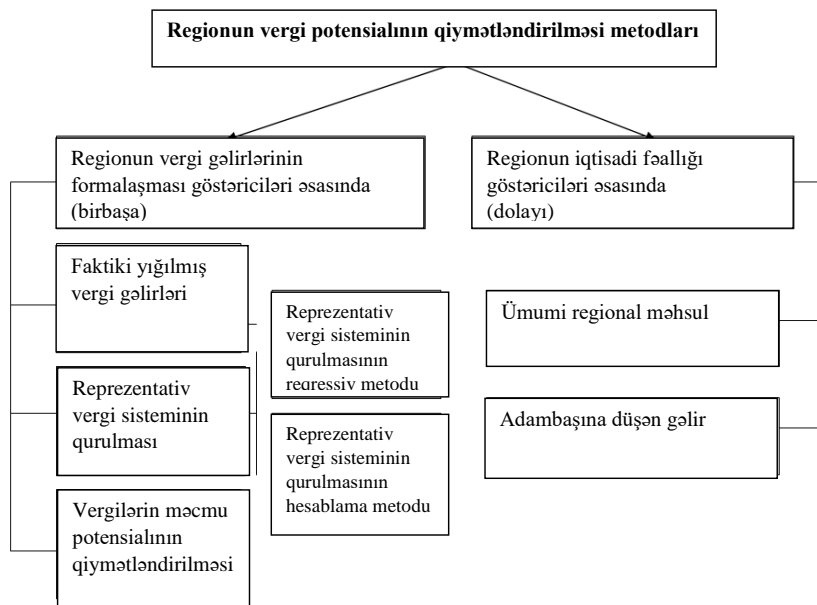 Regionun vergi potensialının qiymətləndirilməsi metodları
Regionun vergi gəlirlərinin
formalaşması göstəriciləri əsasında
(birbaşa)
Regionun iqtisadi fəallığı
göstəriciləri əsasında
(dolayı)
Faktiki yığılmış
vergi gəlirləri
Reprezentativ
vergi sisteminin
qurulması
Vergilərin məcmu
potensialının
qiymətləndirilməsi
Reprezentativ
vergi sisteminin
qurulmasının
regressiv metodu
Reprezentativ
vergi sisteminin
qurulmasının
hesablama metodu
Ümumi regional məhsul
Adambaşına düşən gəlir